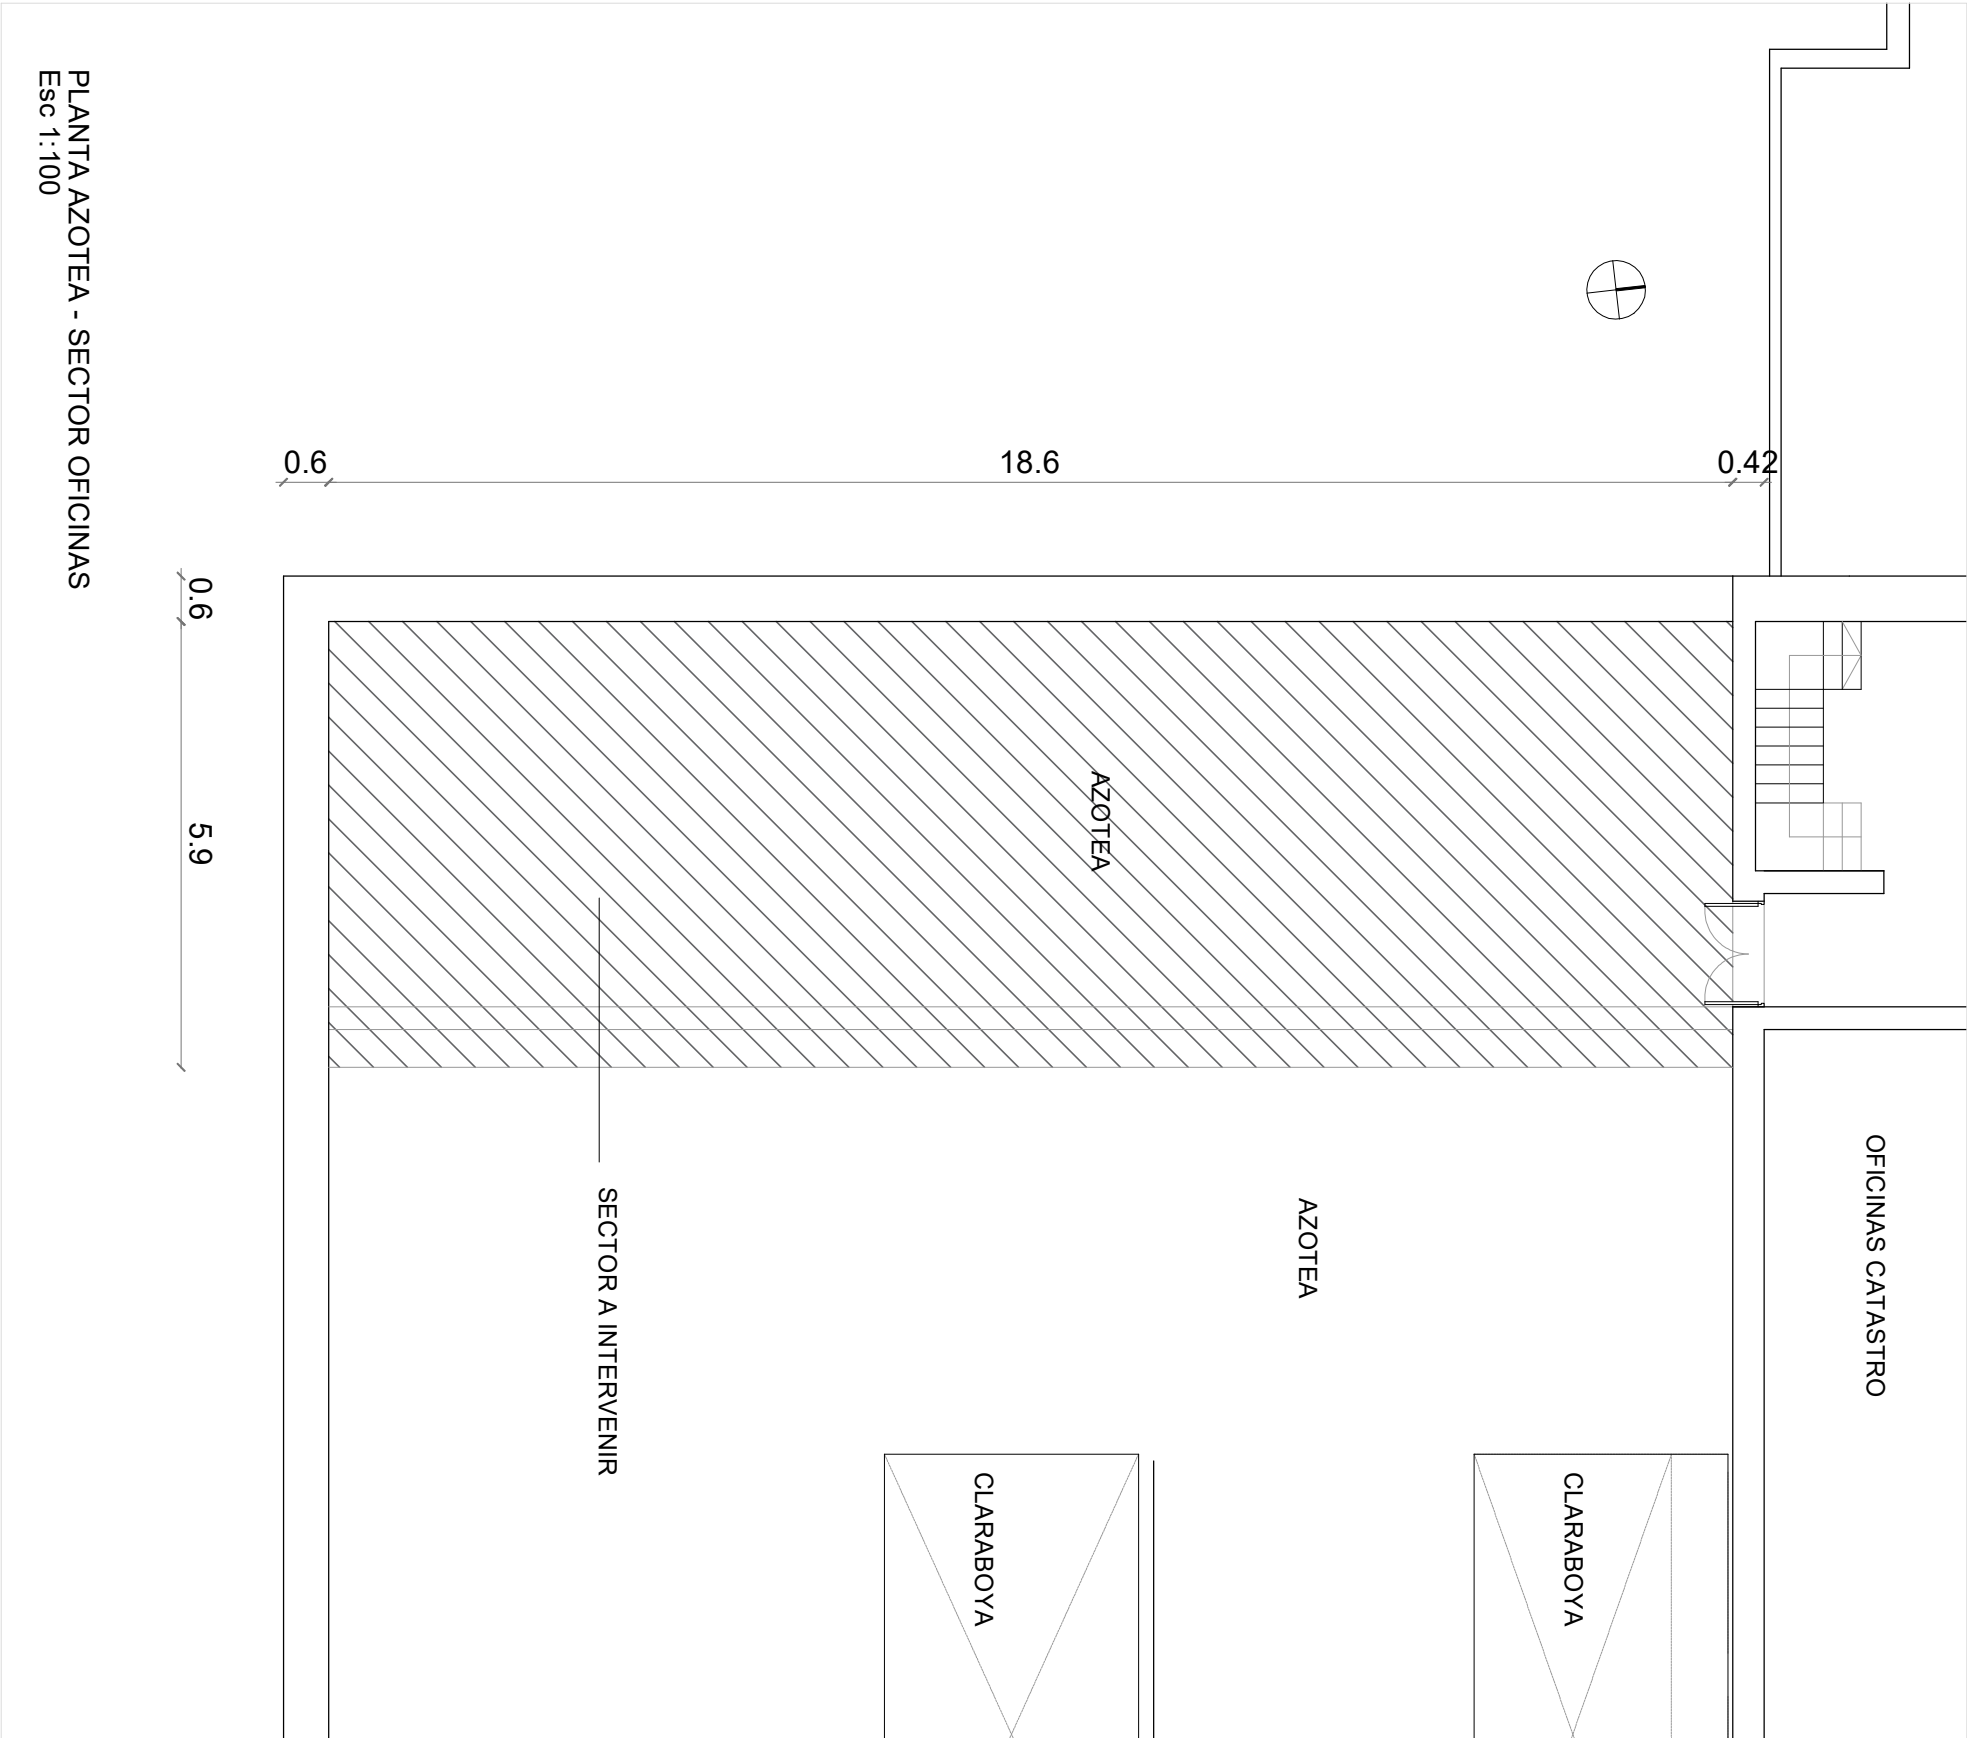 PLANTA AZOTEA - SECTOR OFICINAS
Esc 1:100
0.6
18.6
0.42
0.6
5.9
AZOTEA
SECTOR A INTERVENIR
AZOTEA
OFICINAS CATASTRO
CLARABOYA
CLARABOYA